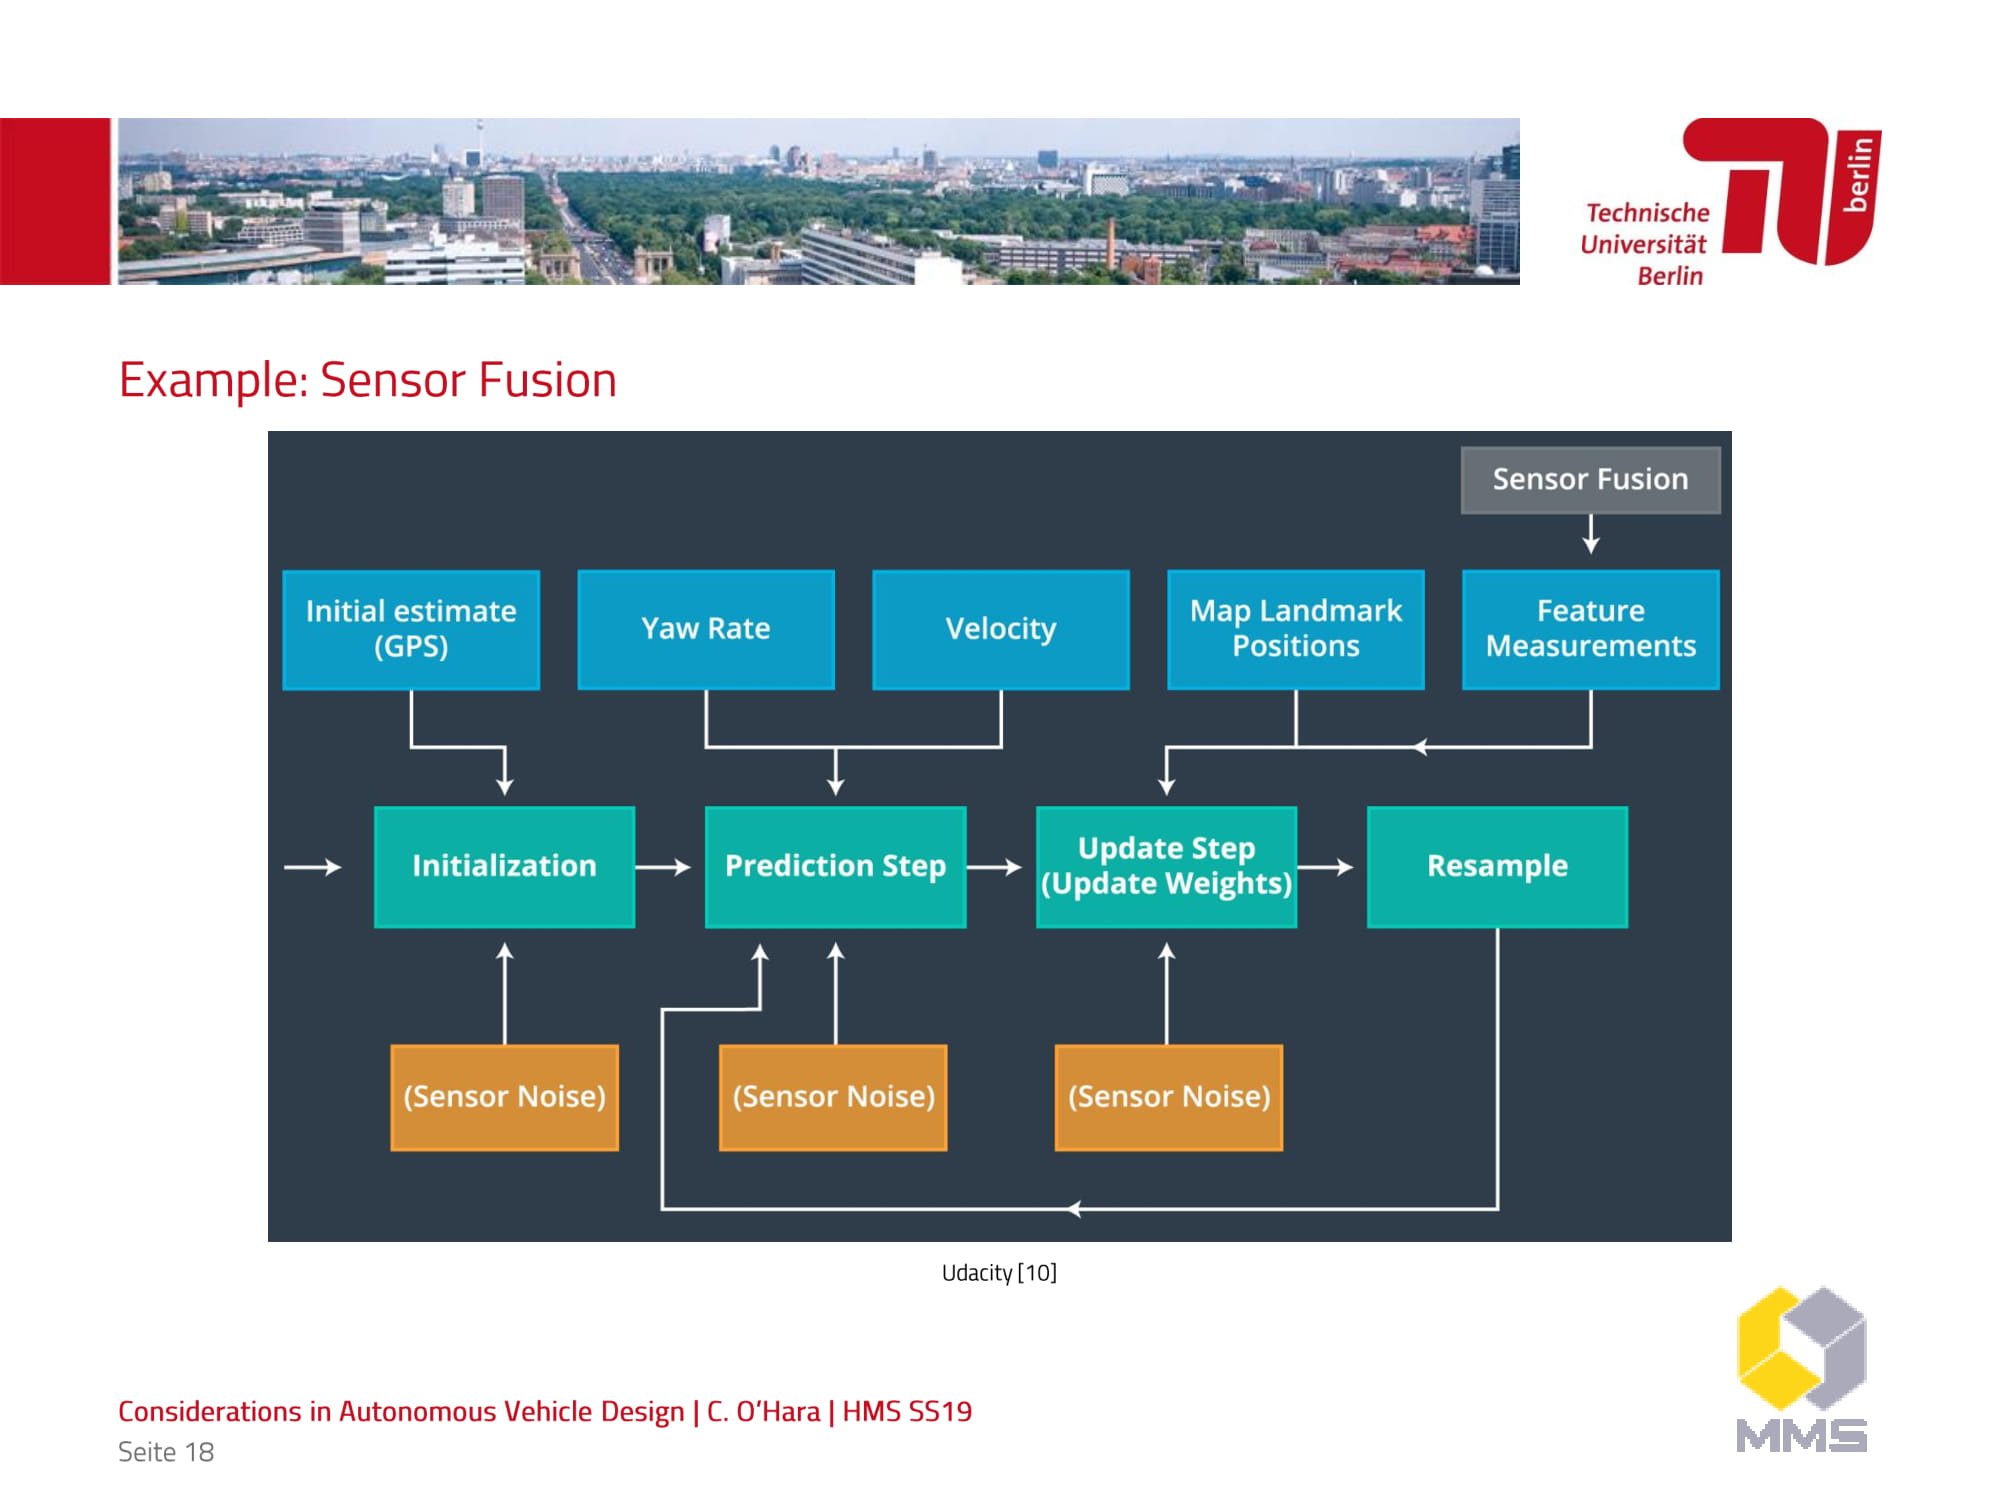 Technische
Universität
Berlin
berlin
Example: Sensor Fusion
Sensor Fusion
Initial estimate
(GPS)
Yaw Rate
Velocity
Map Landmark
Positions
Feature
Measurements
Initialization
Prediction Step
Update Step
(Update Weights)
Resample
(Sensor Noise)
(Sensor Noise)
(Sensor Noise)
Udacity [10]
MMS
Considerations in Autonomous Vehicle Design | C. O’Hara | HMS SS19
Seite 18